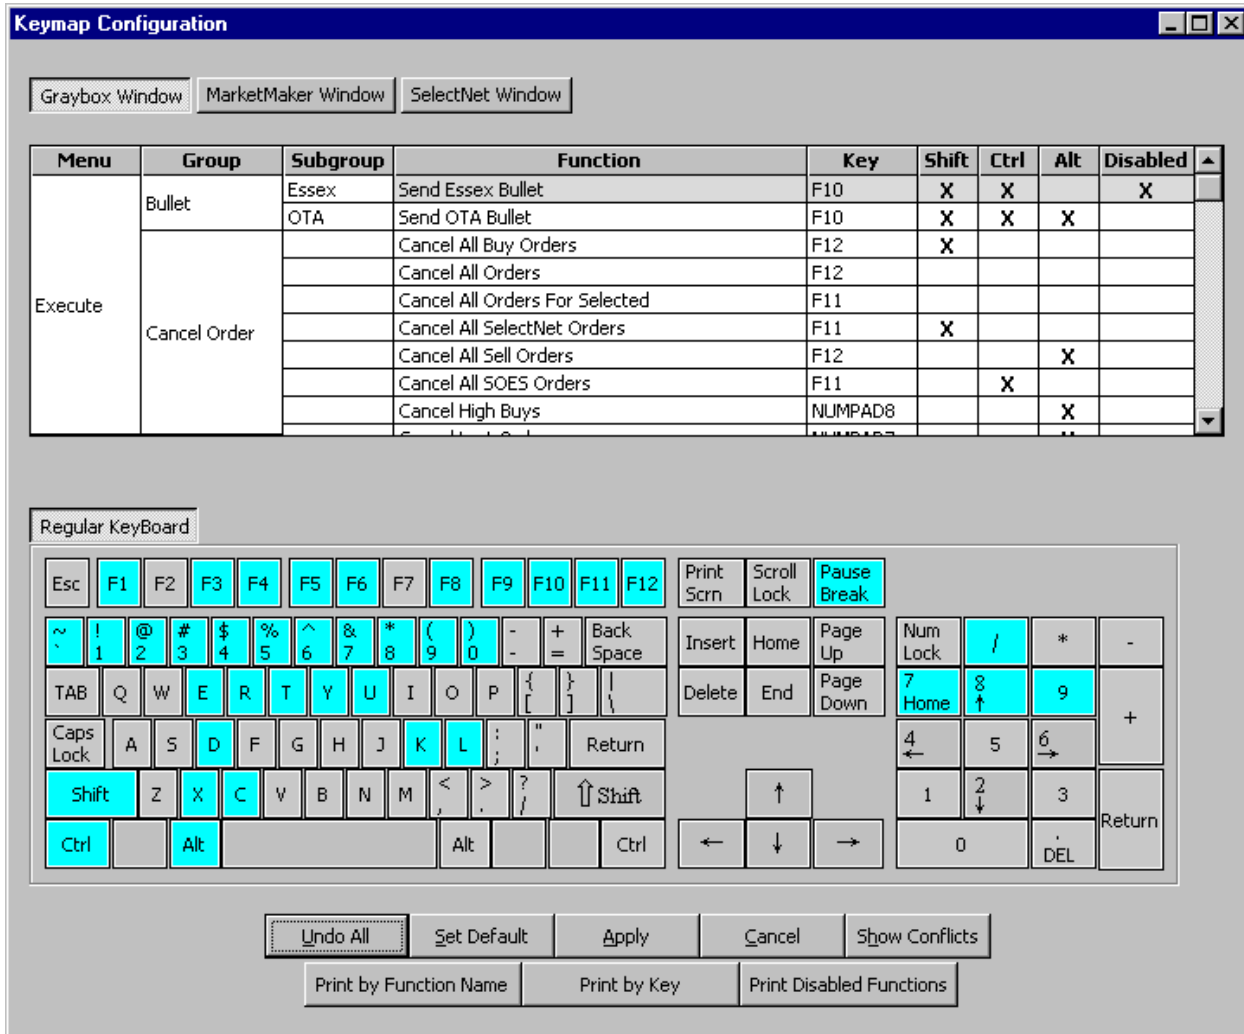 Keymap Configuration
Graybox Window MarketMaker Window SelectNet Window
Menu Group Subgroup Function Key Shift Ctrl Alt Disabled
Execute
Bullet
Essex Send Essex Bullet F10 X X X
OTA Send OTA Bullet F10 X X X
Cancel Order
Cancel All Buy Orders F12 X
Cancel All Orders F12
Cancel All Orders For Selected F11
Cancel All SelectNet Orders F11 X
Cancel All Sell Orders F12 X
Cancel All SOES Orders F11 X
Cancel High Buys NUMPAD8 X
Regular KeyBoard
Esc F1 F2 F3 F4 F5 F6 F7 F8 F9 F10 F11 F12 Print Scrn Scroll Lock Pause Break
~ ` ! 1 @ 2 # 3 $ 4 % 5 ^ 6 & 7 * 8 ( 9 ) 0 - - + = Back Space Insert Home Page Up Num Lock / * -
TAB Q W E R T Y U I O P { [ } ] | \ Delete End Page Down 7 Home 8 ↑ 9 +
Caps Lock A S D F G H J K L : ; " ' Return 4 ← 5 6 →
Shift Z X C V B N M < , > . ? / ⇧ Shift ↑ 1 2 ↓ 3 Return
Ctrl Alt Alt Ctrl ← ↓ → 0 . DEL
Undo All Set Default Apply Cancel Show Conflicts
Print by Function Name Print by Key Print Disabled Functions